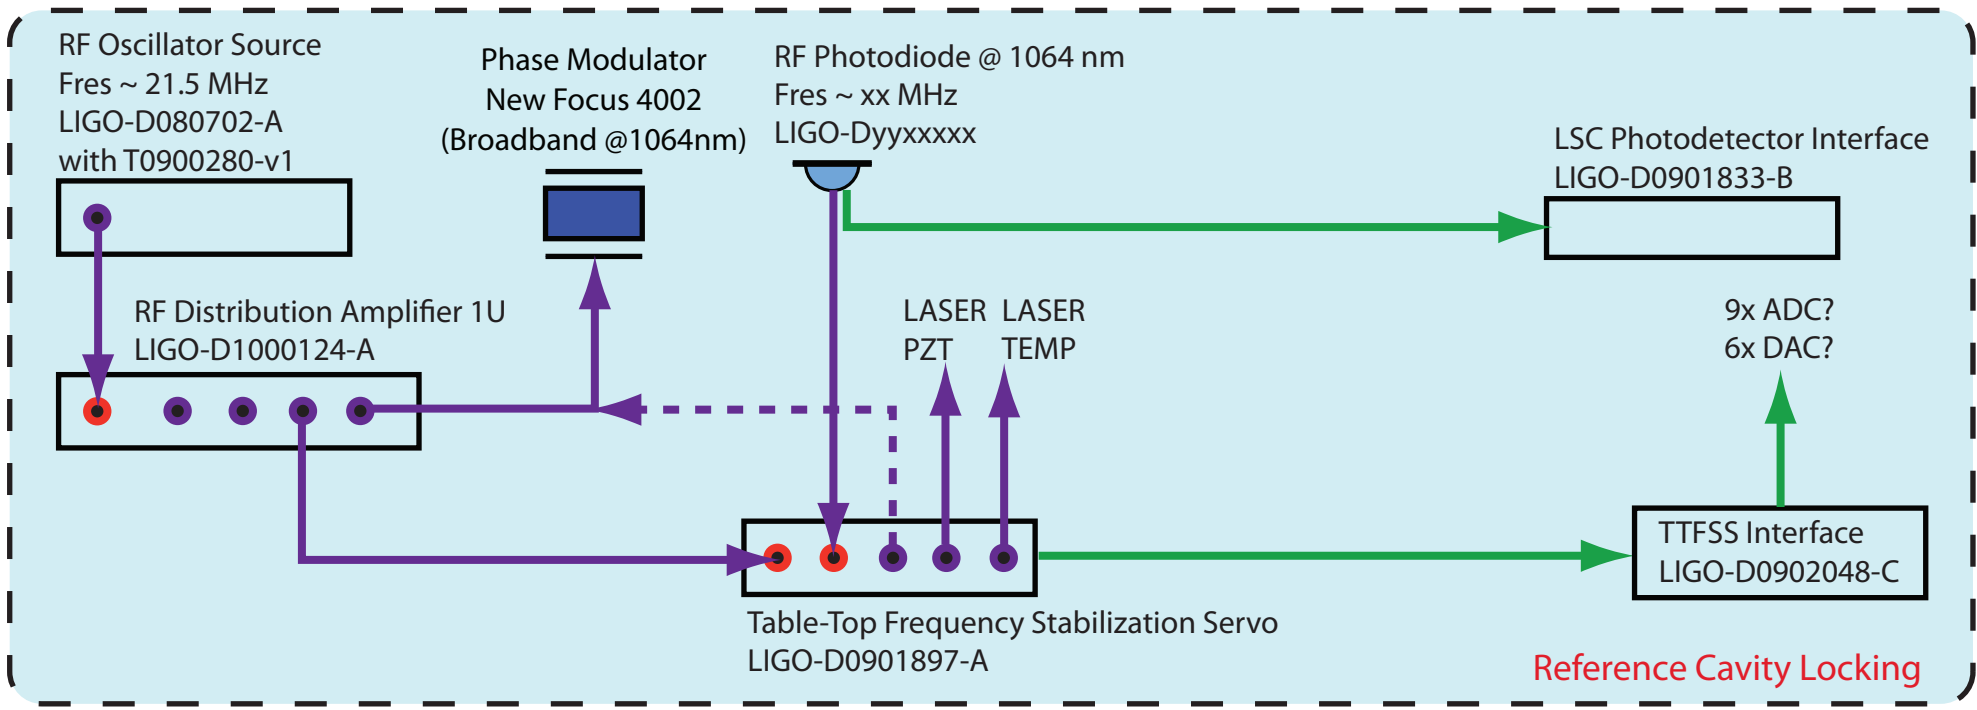 RF Oscillator Source
Fres ~ 21.5 MHz
LIGO-D080702-A
with T0900280-v1
Phase Modulator
New Focus 4002
(Broadband @1064nm)
RF Photodiode @ 1064 nm
Fres ~ xx MHz
LIGO-Dyyxxxxx
LSC Photodetector Interface
LIGO-D0901833-B
RF Distribution Amplifier 1U
LIGO-D1000124-A
LASER
PZT
LASER
TEMP
9x ADC?
6x DAC?
TTFSS Interface
LIGO-D0902048-C
Table-Top Frequency Stabilization Servo
LIGO-D0901897-A
Reference Cavity Locking